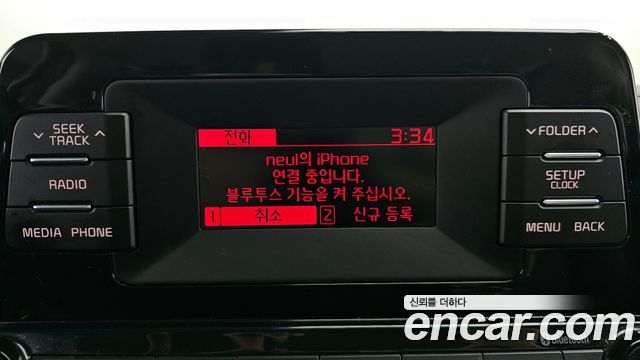 전화 3:34
neul의 iPhone
연결 중입니다.
블루투스 기능을 켜 주십시오.
1 취소 2 신규 등록
SEEK
TRACK
RADIO
MEDIA PHONE
FOLDER
SETUP
CLOCK
MENU BACK
신뢰를 더하다
encar.com
Bluetooth